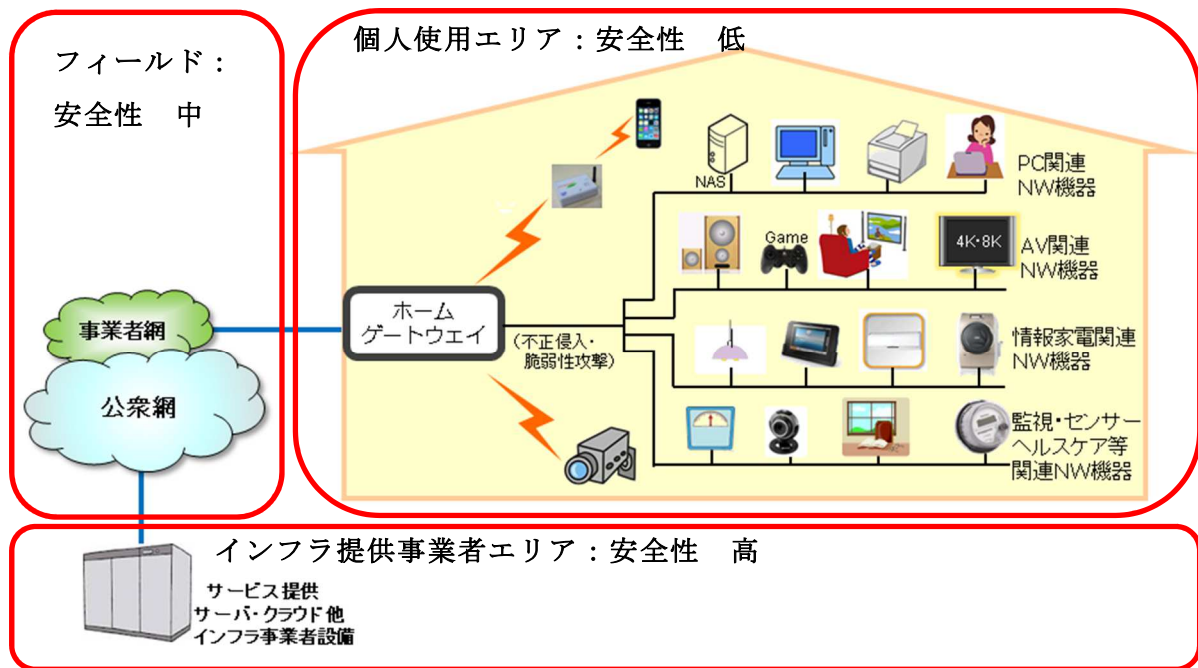 フィールド：
安全性　中
個人使用エリア：安全性　低
NAS
PC関連
NW機器
Game
4K・8K
AV関連
NW機器
事業者網
公衆網
ホーム
ゲートウェイ
（不正侵入・
脆弱性攻撃）
情報家電関連
NW機器
監視・センサー
ヘルスケア等
関連NW機器
インフラ提供事業者エリア：安全性　高
サービス提供
サーバ・クラウド他
インフラ事業者設備